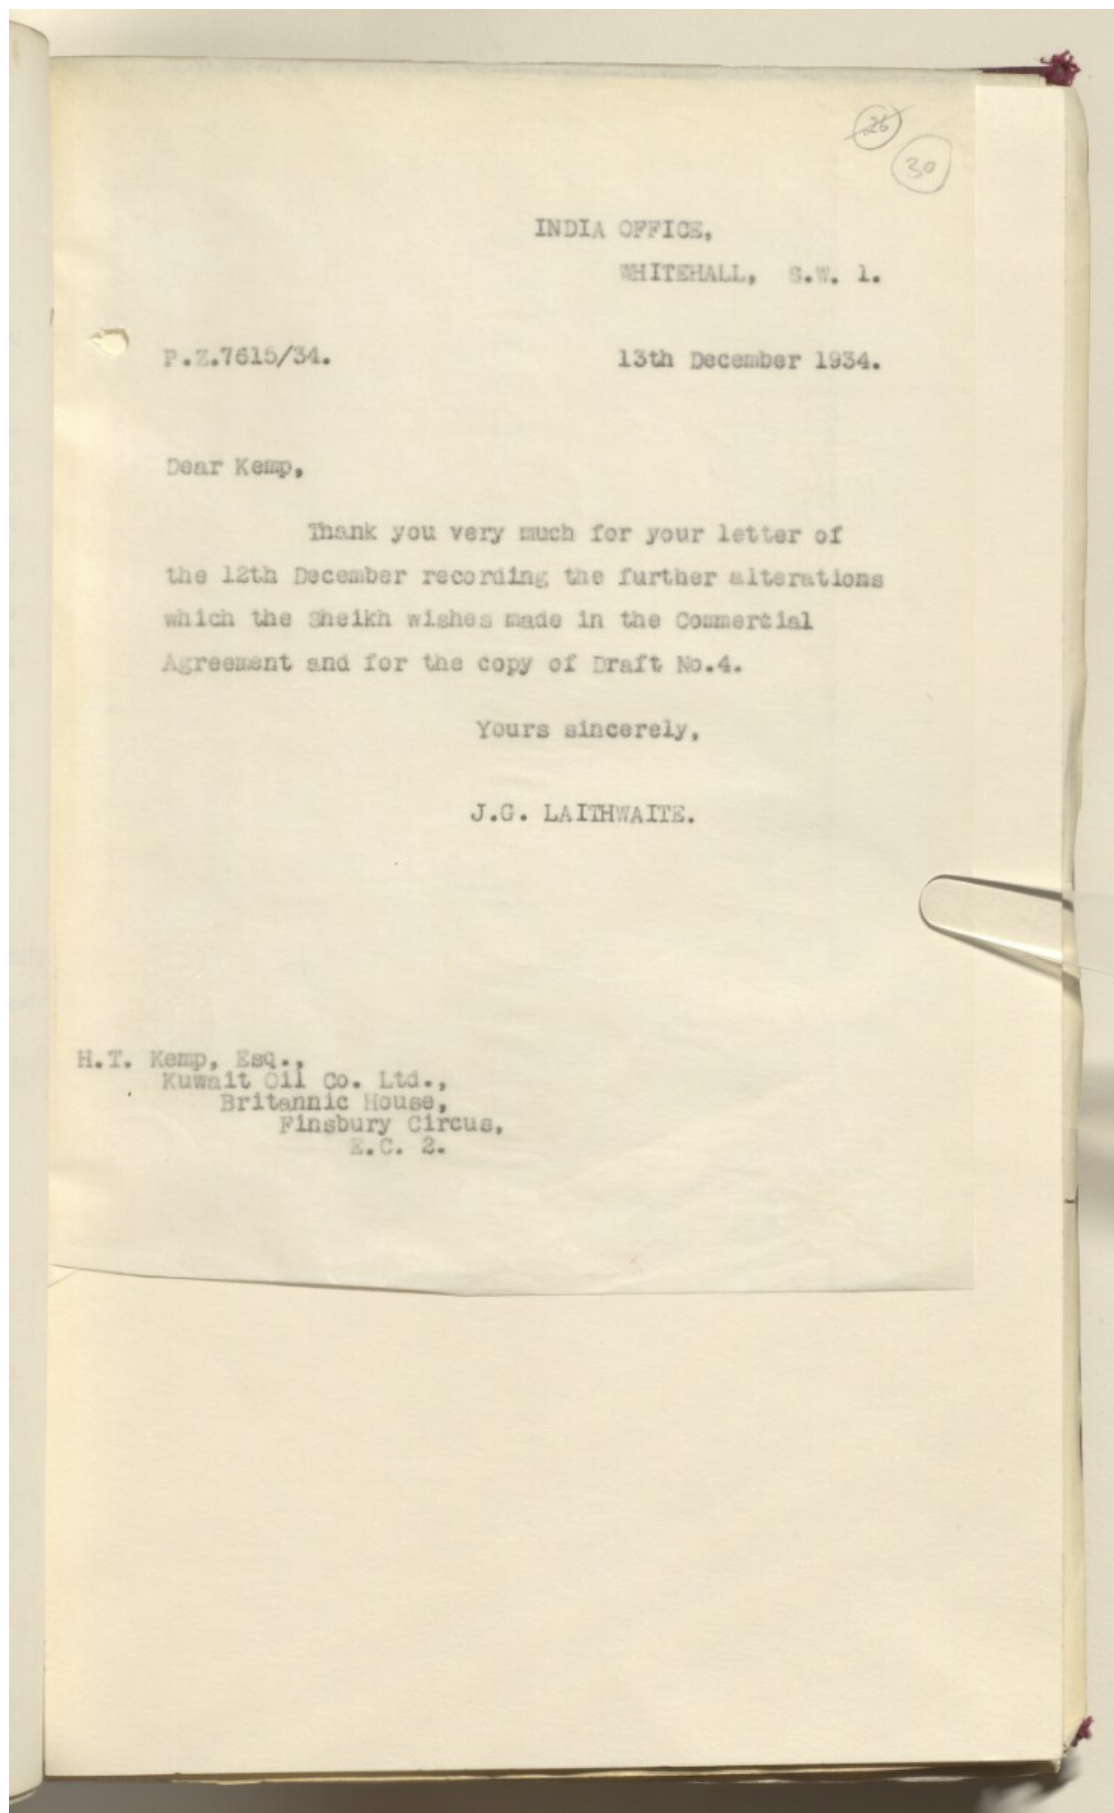 26
30
INDIA OFFICE,
WHITEHALL, S.W. 1.
P.Z.7615/34. 13th December 1934.
Dear Kemp,
Thank you very much for your letter of
the 12th December recording the further alterations
which the Sheikh wishes made in the Commercial
Agreement and for the copy of Draft No.4.
Yours sincerely,
J.G. LAITHWAITE.
H.T. Kemp, Esq.,
Kuwait Oil Co. Ltd.,
Britannic House,
Finsbury Circus,
E.C. 2.